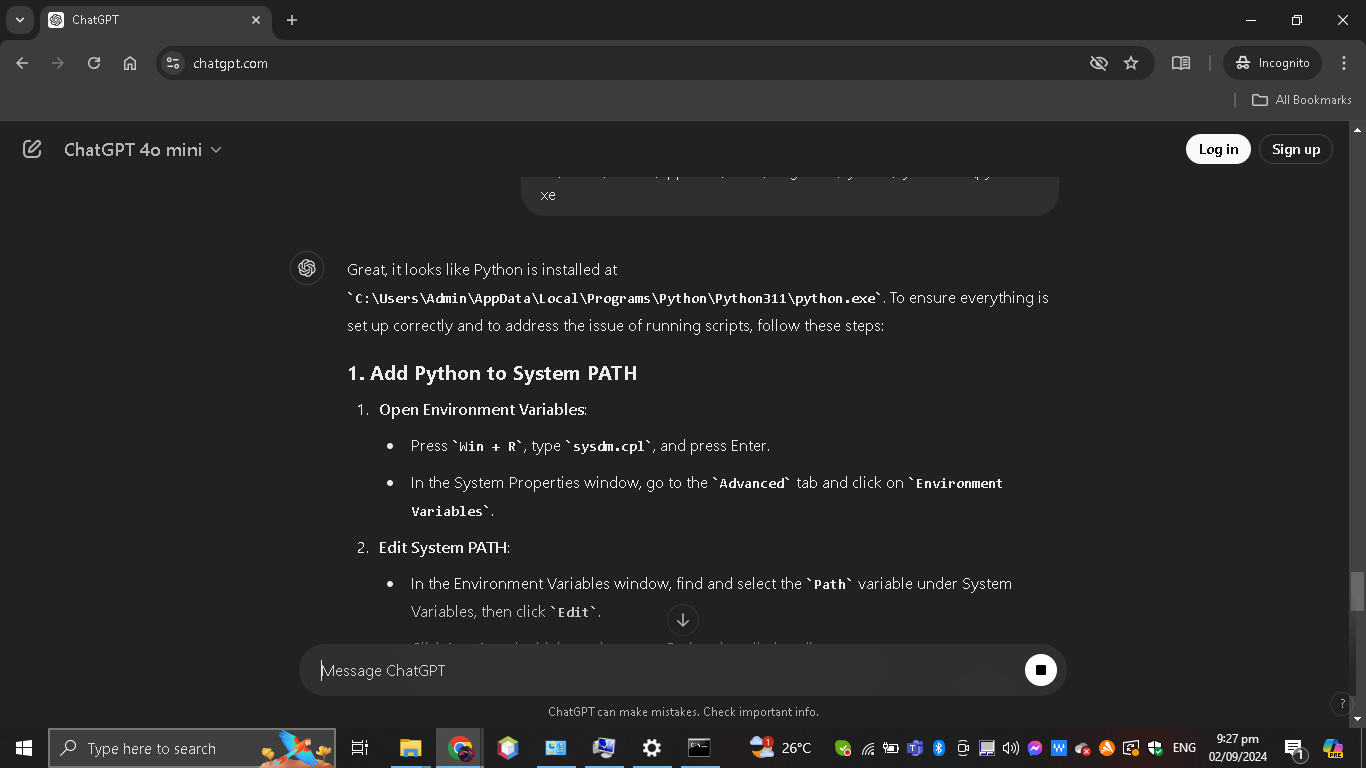 ChatGPT
chatgpt.com
Incognito
All Bookmarks
ChatGPT 4o mini
Log in
Sign up
xe
Great, it looks like Python is installed at
`C:\Users\Admin\AppData\Local\Programs\Python\Python311\python.exe`. To ensure everything is
set up correctly and to address the issue of running scripts, follow these steps:
1. Add Python to System PATH
1. Open Environment Variables:
• Press `Win + R`, type `sysdm.cpl`, and press Enter.
• In the System Properties window, go to the `Advanced` tab and click on `Environment
Variables`.
2. Edit System PATH:
• In the Environment Variables window, find and select the `Path` variable under System
Variables, then click `Edit`.
Message ChatGPT
ChatGPT can make mistakes. Check important info.
?
Type here to search
1
26°C
W
ENG
9:27 pm
02/09/2024
1
PRE